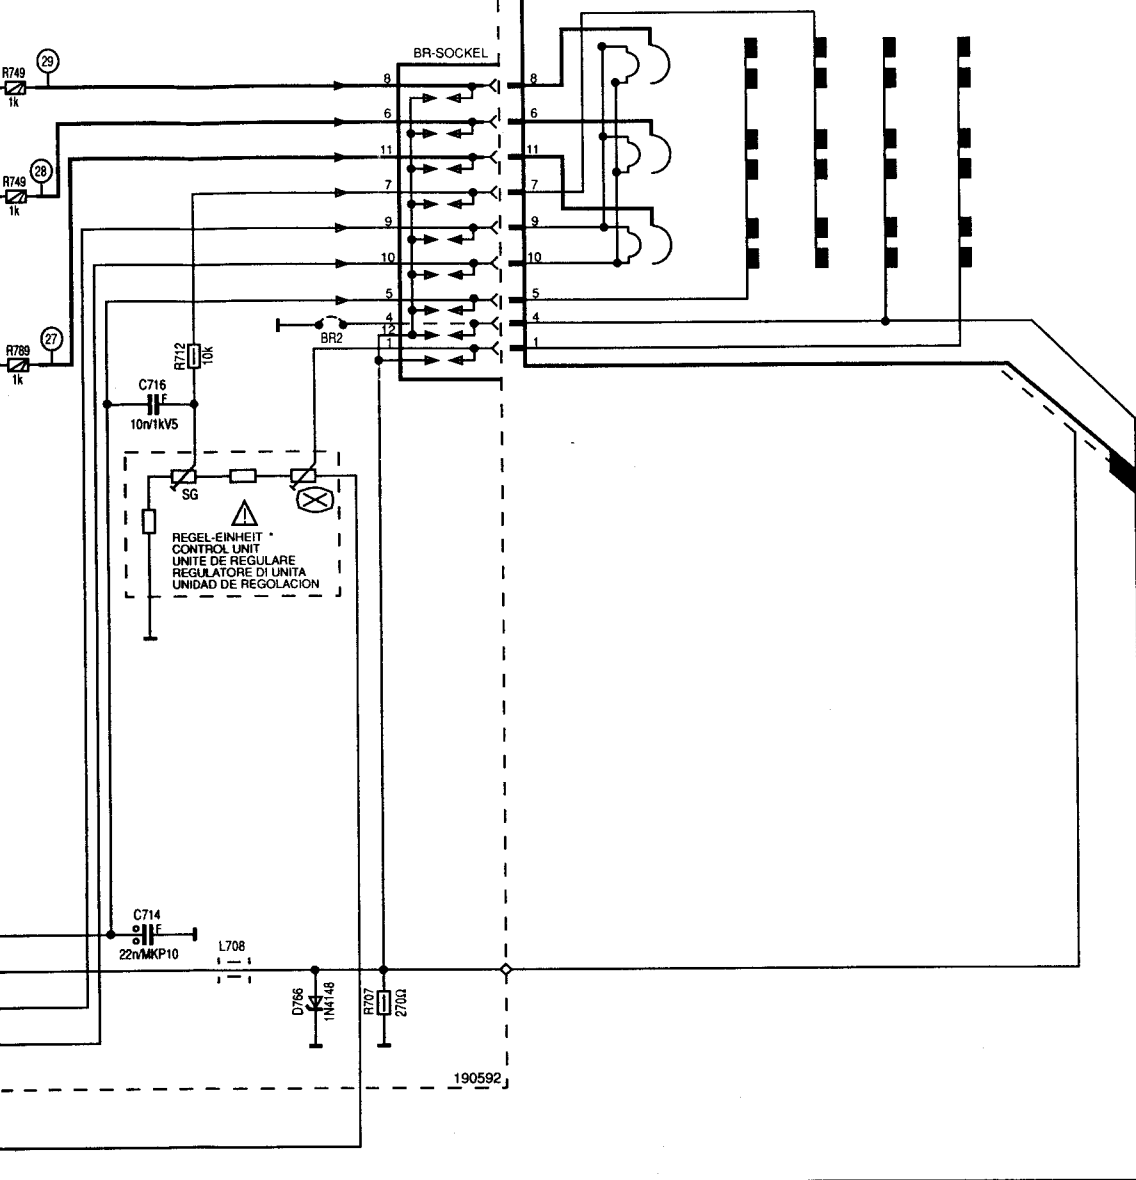 BR-SOCKEL
29
R749
1k
8
8
6
6
28
R749
1k
11
11
7
7
9
9
10
10
5
5
4
4
BR2
12
1
1
27
R789
1k
R712
10k
C716
F
10n/1kV5
SG
REGEL-EINHEIT *
CONTROL UNIT
UNITE DE REGULARE
REGULATORE DI UNITA
UNIDAD DE REGOLACION
C714
F
22n/MKP10
L708
D766
1N4148
R707
270Ω
190592